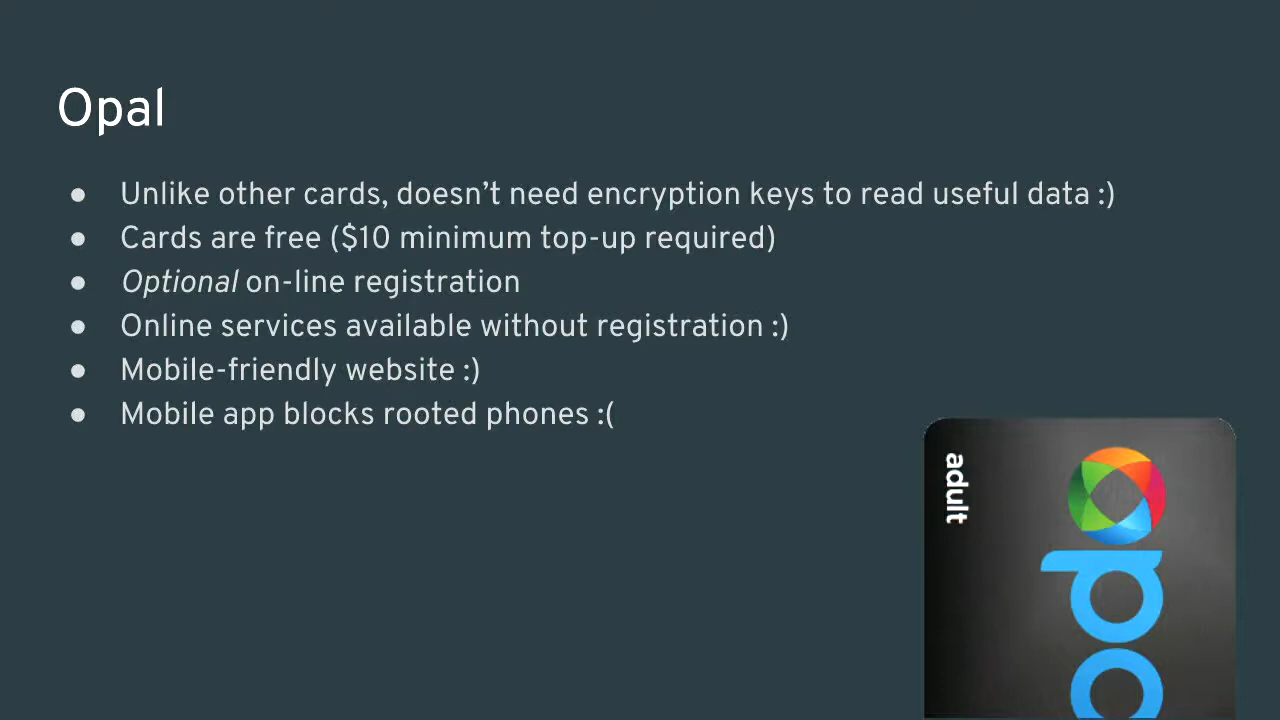 Opal
● Unlike other cards, doesn’t need encryption keys to read useful data :)
● Cards are free ($10 minimum top-up required)
● Optional on-line registration
● Online services available without registration :)
● Mobile-friendly website :)
● Mobile app blocks rooted phones :(
adult
opa